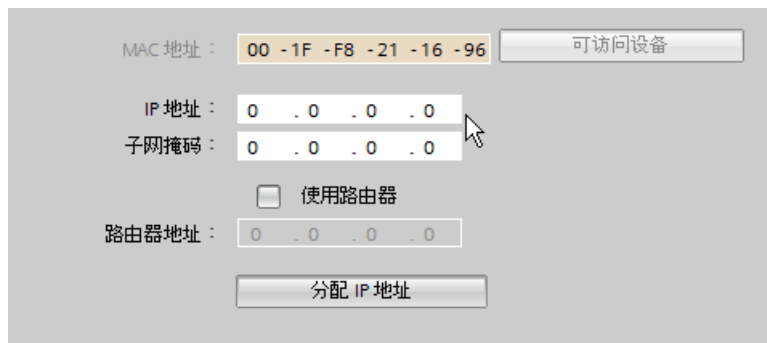 MAC 地址： 00 -1F -F8 -21 -16 -96 可访问设备
IP 地址： 0 .0 .0 .0
子网掩码： 0 .0 .0 .0
使用路由器
路由器地址： 0 .0 .0 .0
分配 IP 地址